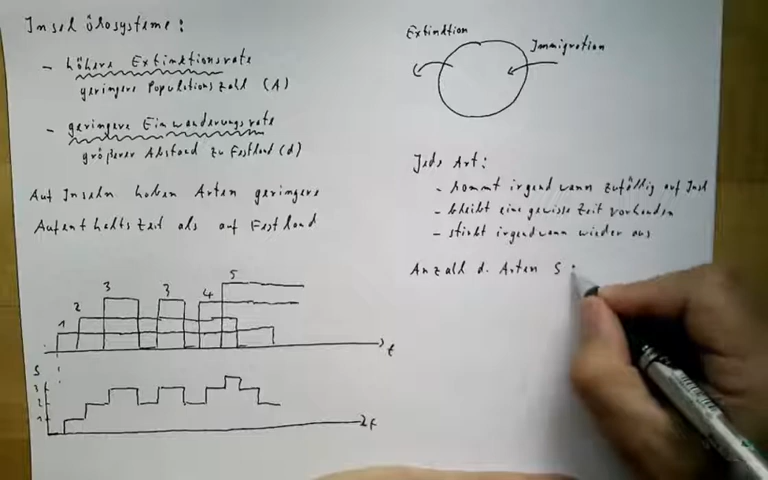 Inselökosysteme :
- höhere Extinktionsrate
geringere Populationszahl (A)
- geringere Einwanderungsrate
größerer Abstand zu Festland (d)
Auf Inseln haben Arten geringere
Aufenthaltszeit als auf Festland
1 2 3 3 4 5
t
S
3
2
1
t
Extinktion
Immigration
Jede Art :
- kommt irgendwann zufällig auf Insel
- bleibt eine gewisse Zeit vorhanden
- stirbt irgendwann wieder aus
Anzahl d. Arten S :